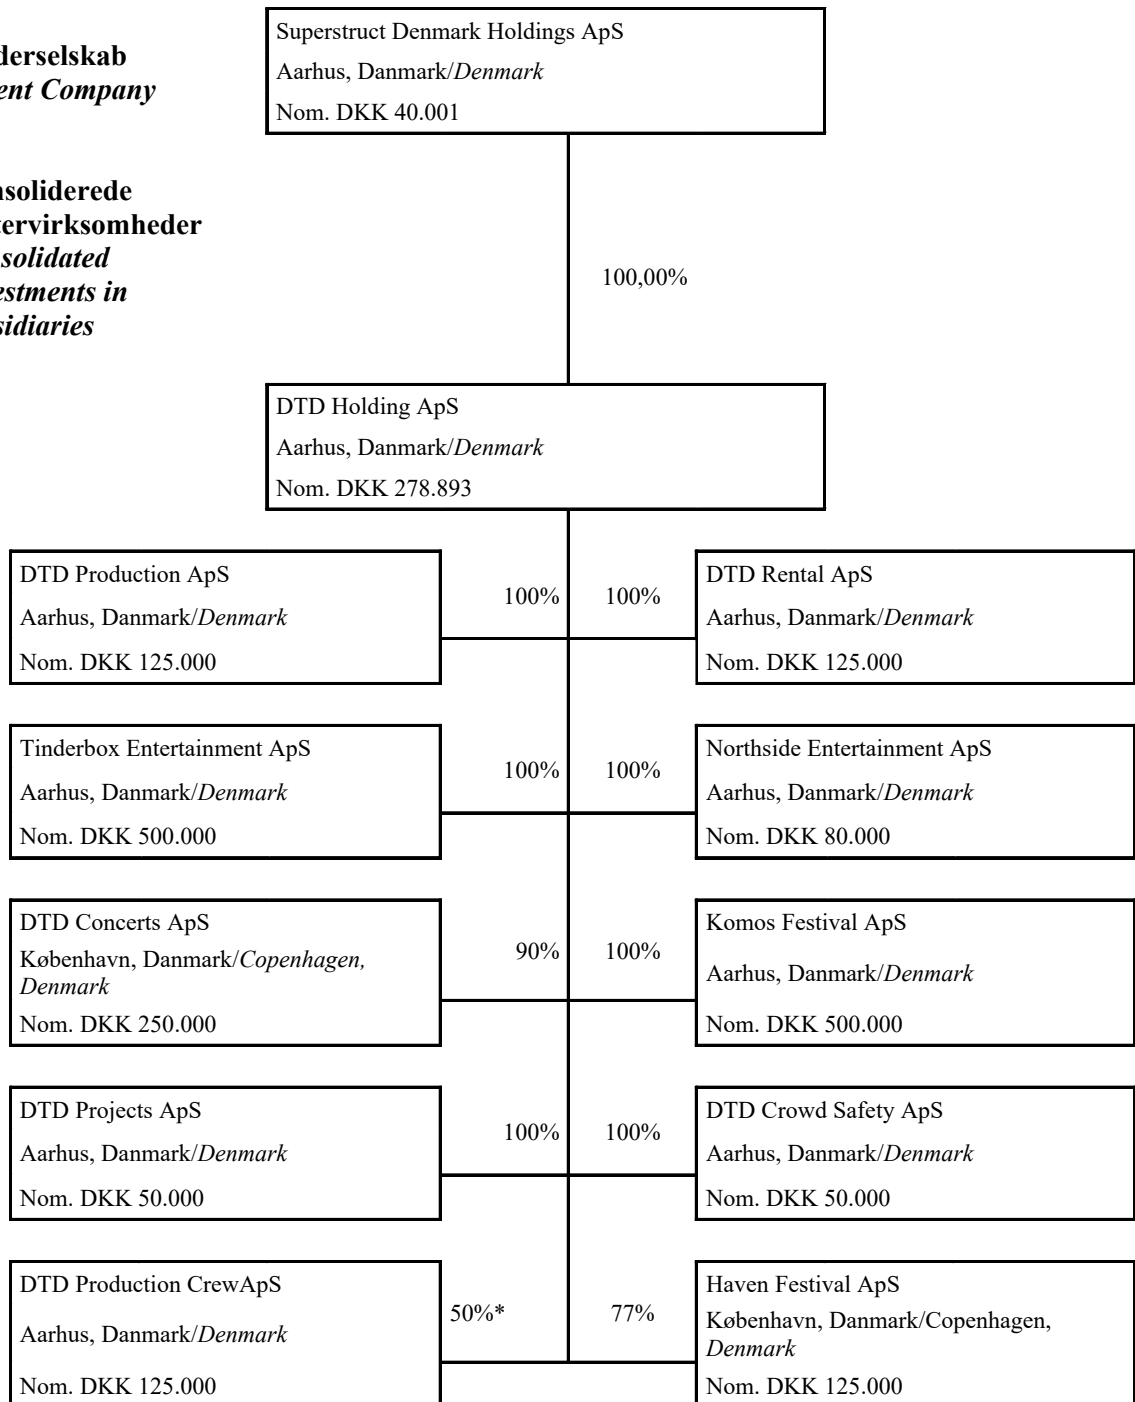 derselskab
ent Company
Superstruct Denmark Holdings ApS
Aarhus, Danmark/Denmark
Nom. DKK 40.001
nsoliderede
tervirksomheder
solidated
estments in
sidiaries
100,00%
DTD Holding ApS
Aarhus, Danmark/Denmark
Nom. DKK 278.893
DTD Production ApS
Aarhus, Danmark/Denmark
Nom. DKK 125.000
100%
100%
DTD Rental ApS
Aarhus, Danmark/Denmark
Nom. DKK 125.000
Tinderbox Entertainment ApS
Aarhus, Danmark/Denmark
Nom. DKK 500.000
100%
100%
Northside Entertainment ApS
Aarhus, Danmark/Denmark
Nom. DKK 80.000
DTD Concerts ApS
København, Danmark/Copenhagen,
Denmark
Nom. DKK 250.000
90%
100%
Komos Festival ApS
Aarhus, Danmark/Denmark
Nom. DKK 500.000
DTD Projects ApS
Aarhus, Danmark/Denmark
Nom. DKK 50.000
100%
100%
DTD Crowd Safety ApS
Aarhus, Danmark/Denmark
Nom. DKK 50.000
DTD Production CrewApS
Aarhus, Danmark/Denmark
Nom. DKK 125.000
50%*
77%
Haven Festival ApS
København, Danmark/Copenhagen,
Denmark
Nom. DKK 125.000